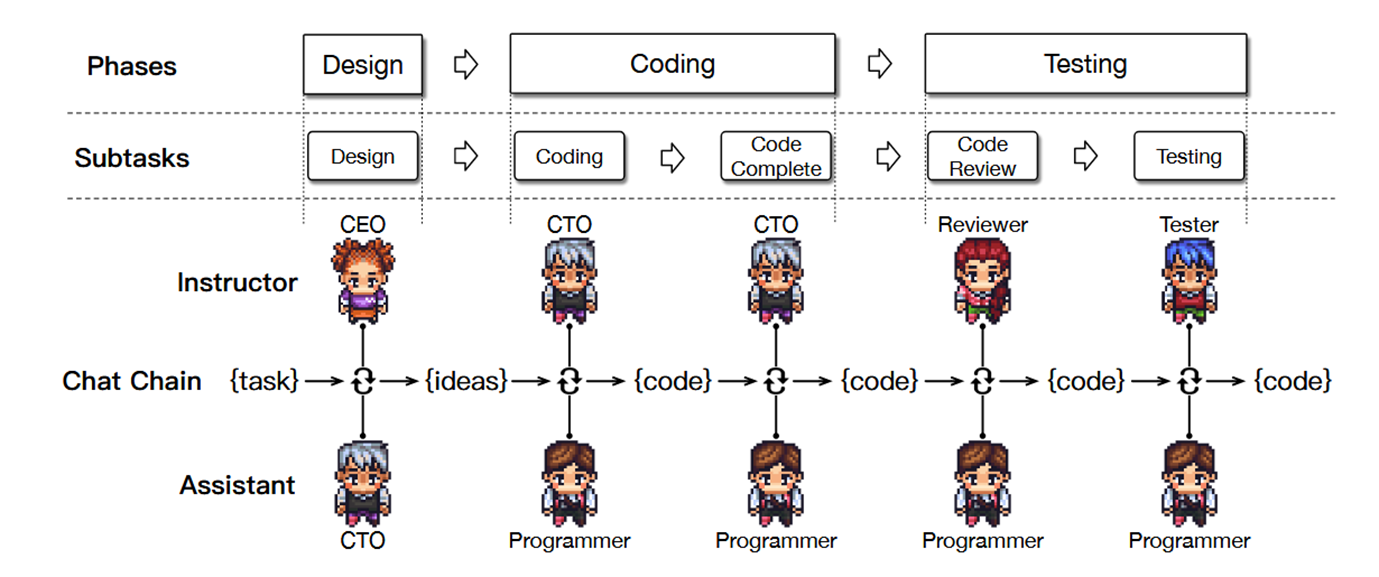 Phases
Design
Coding
Testing
Subtasks
Design
Coding
Code
Complete
Code
Review
Testing
CEO
CTO
CTO
Reviewer
Tester
Instructor
Chat Chain
{task}
{ideas}
{code}
{code}
{code}
{code}
Assistant
CTO
Programmer
Programmer
Programmer
Programmer